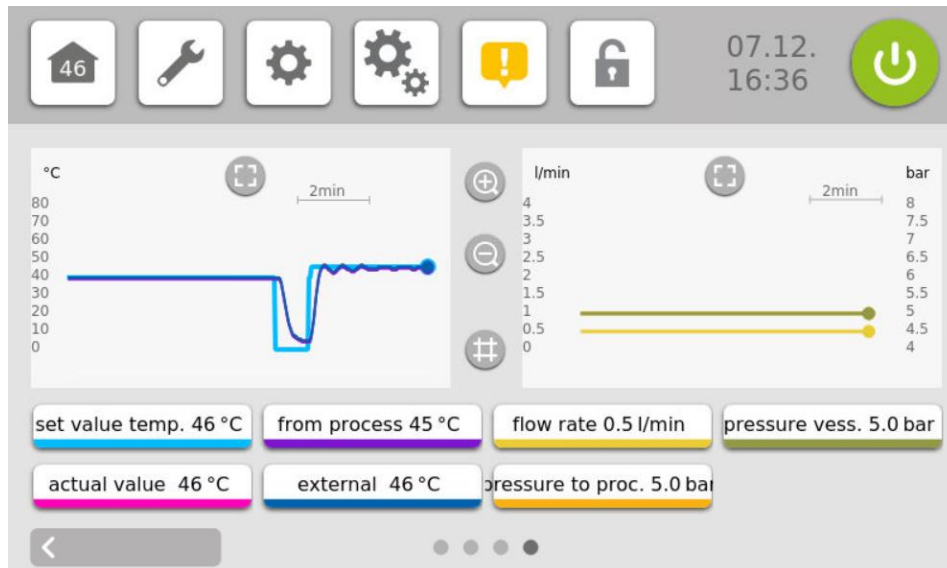 46
07.12.
16:36
°C
2min
80
70
60
50
40
30
20
10
0
l/min
2min
bar
4
3.5
3
2.5
2
1.5
1
0.5
0
8
7.5
7
6.5
6
5.5
5
4.5
4
set value temp. 46 °C
from process 45 °C
flow rate 0.5 l/min
pressure vess. 5.0 bar
actual value 46 °C
external 46 °C
pressure to proc. 5.0 bar